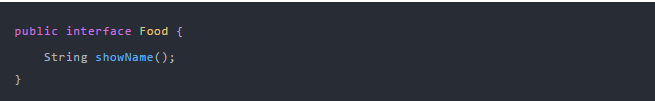 public interface Food {
    String showName();
}